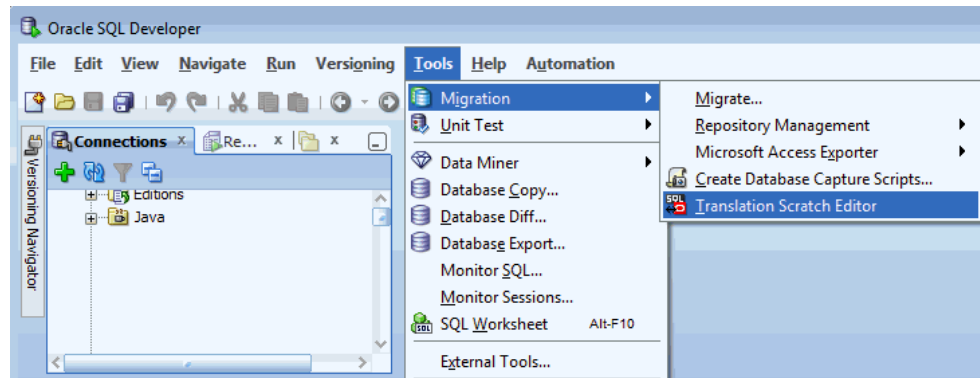 Oracle SQL Developer
File Edit View Navigate Run Versioning Tools Help Automation
Connections x Re... x x
Versioning Navigator
Editions
Java
Migration
Unit Test
Data Miner
Database Copy...
Database Diff...
Database Export...
Monitor SQL...
Monitor Sessions...
SQL Worksheet Alt-F10
External Tools...
Migrate...
Repository Management
Microsoft Access Exporter
Create Database Capture Scripts...
Translation Scratch Editor